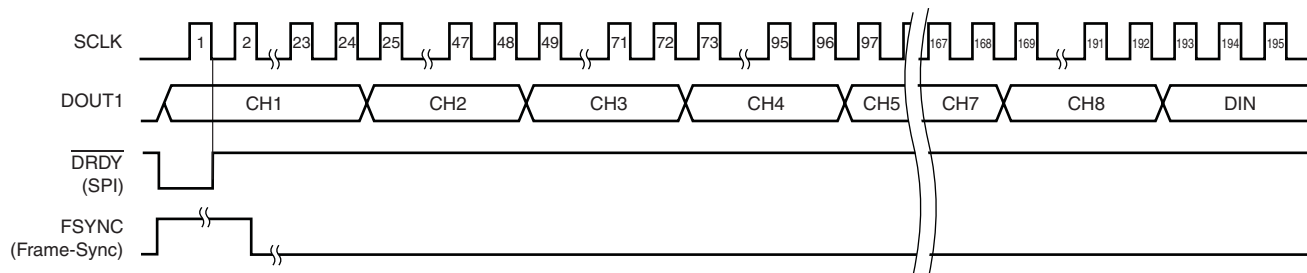 SCLK 1 2 23 24 25 47 48 49 71 72 73 95 96 97 167 168 169 191 192 193 194 195
DOUT1 CH1 CH2 CH3 CH4 CH5 CH7 CH8 DIN
DRDY
(SPI)
FSYNC
(Frame-Sync)